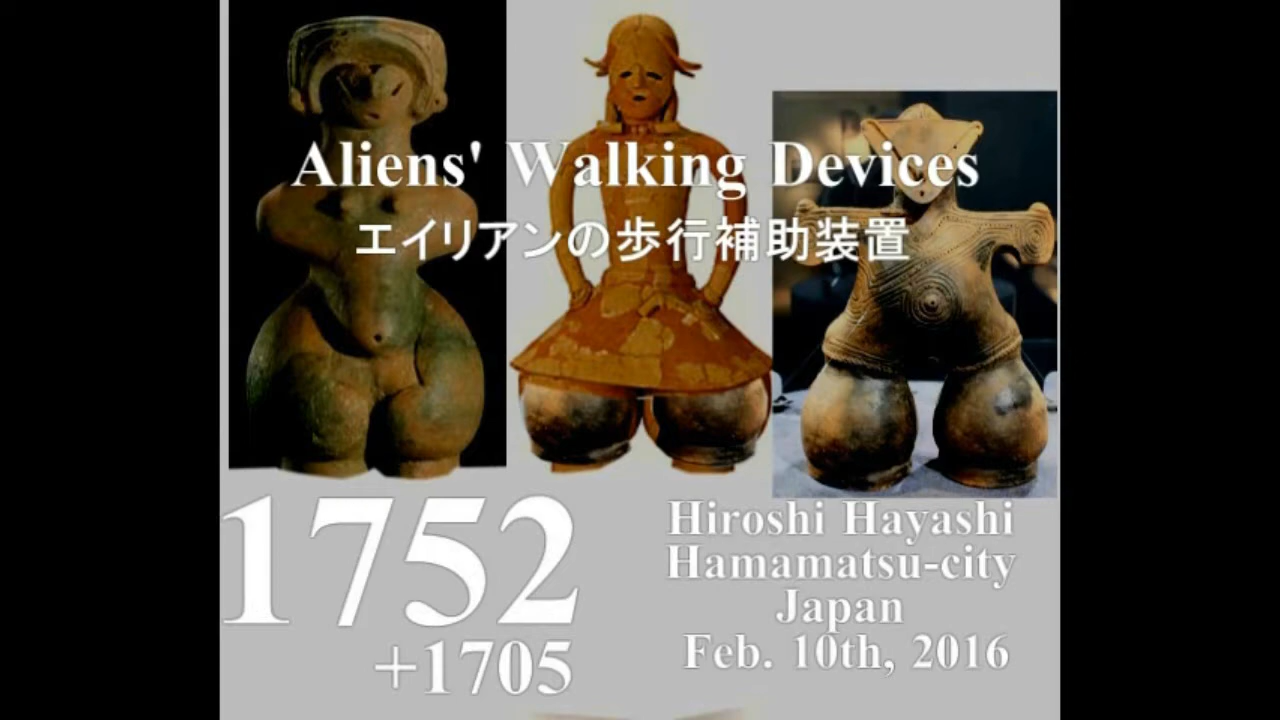 Aliens' Walking Devices
エイリアンの歩行補助装置
1752
+1705
Hiroshi Hayashi
Hamamatsu-city
Japan
Feb. 10th, 2016